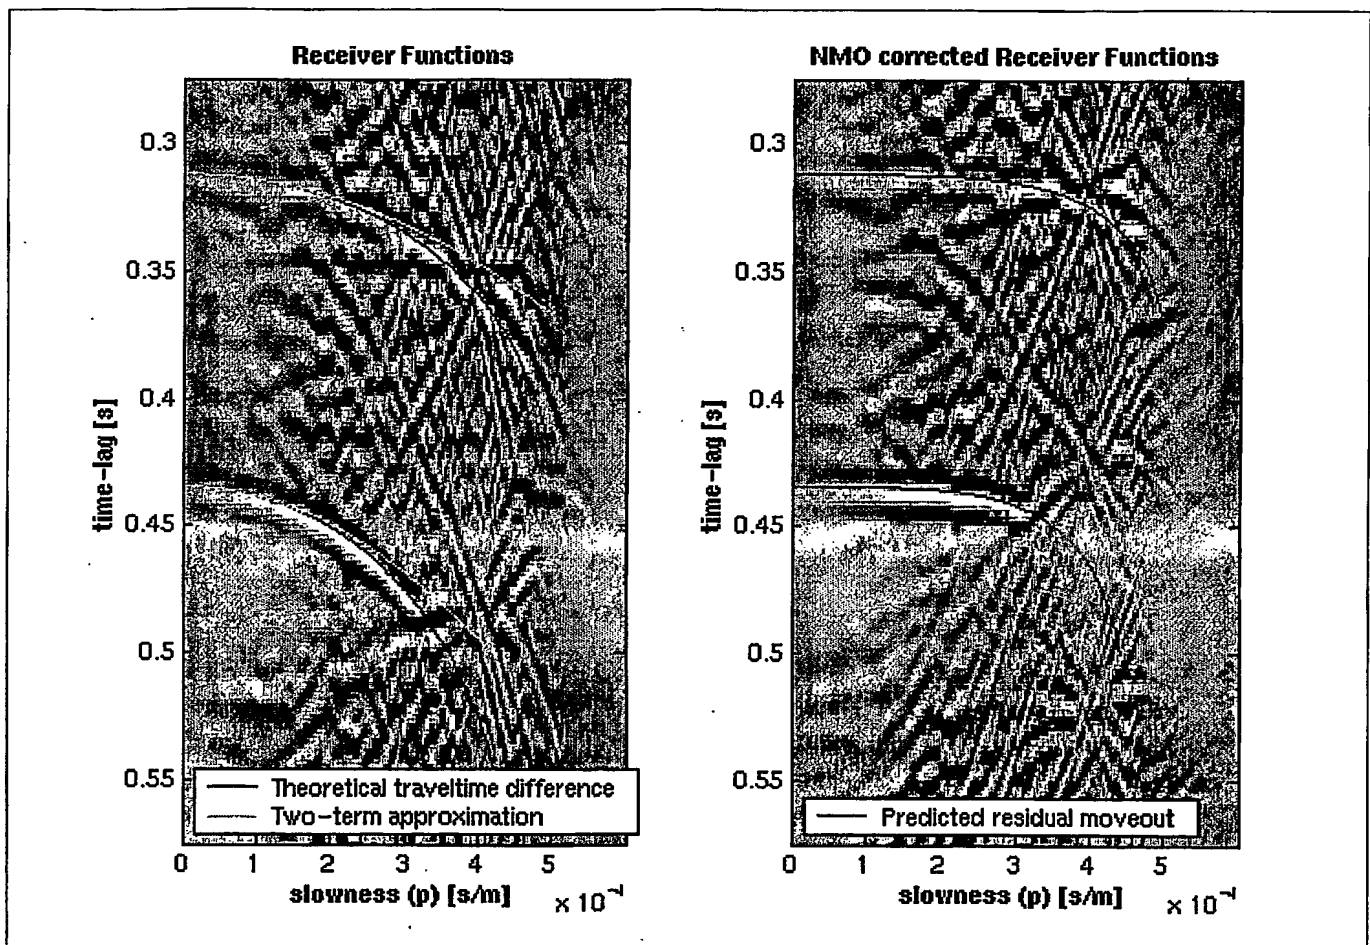 Receiver Functions
0.3
0.35
0.4
0.45
0.5
0.55
time-lag [s]
Theoretical traveltime difference
Two-term approximation
0 1 2 3 4 5
slowness (p) [s/m]
× 10
NMO corrected Receiver Functions
0.3
0.35
0.4
0.45
0.5
0.55
time-lag [s]
Predicted residual moveout
0 1 2 3 4 5
slowness (p) [s/m]
× 10